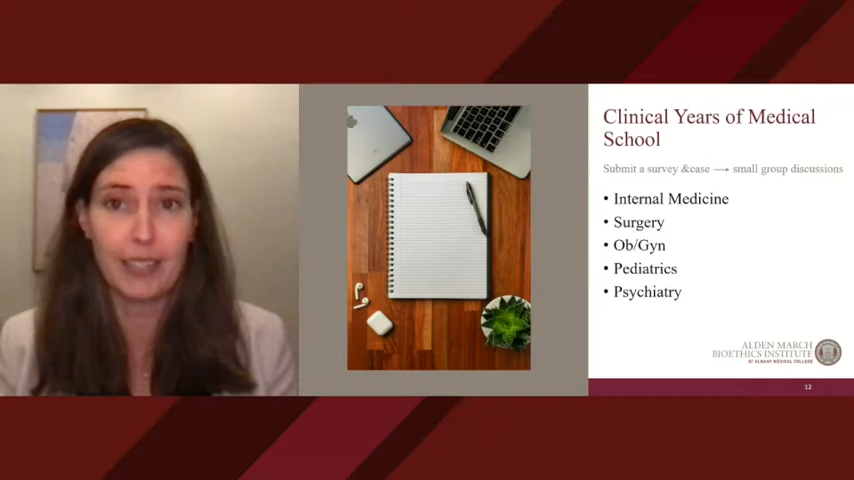 Clinical Years of Medical
School
Submit a survey &case → small group discussions
• Internal Medicine
• Surgery
• Ob/Gyn
• Pediatrics
• Psychiatry
ALDEN MARCH
BIOETHICS INSTITUTE
AT ALBANY MEDICAL COLLEGE
12